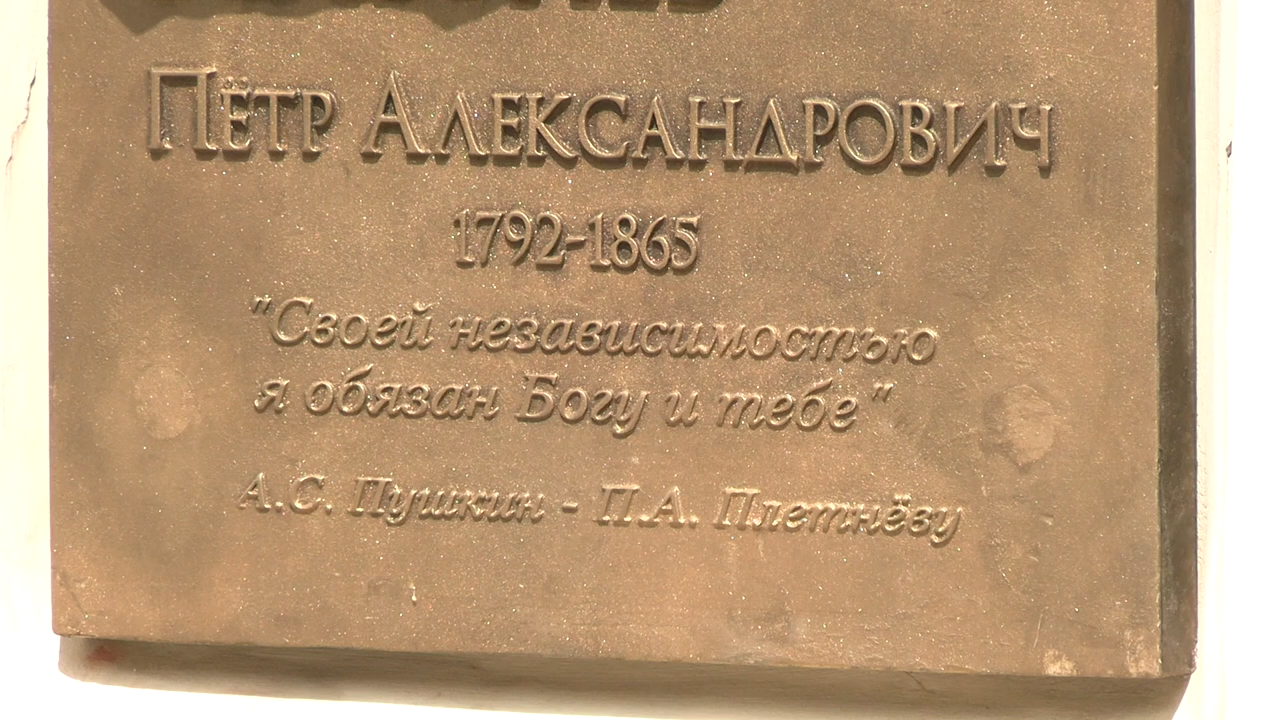 Пётр Александрович
1792-1865
"Своей независимостью
я обязан Богу и тебе"
А.С. Пушкин - П.А. Плетнёву